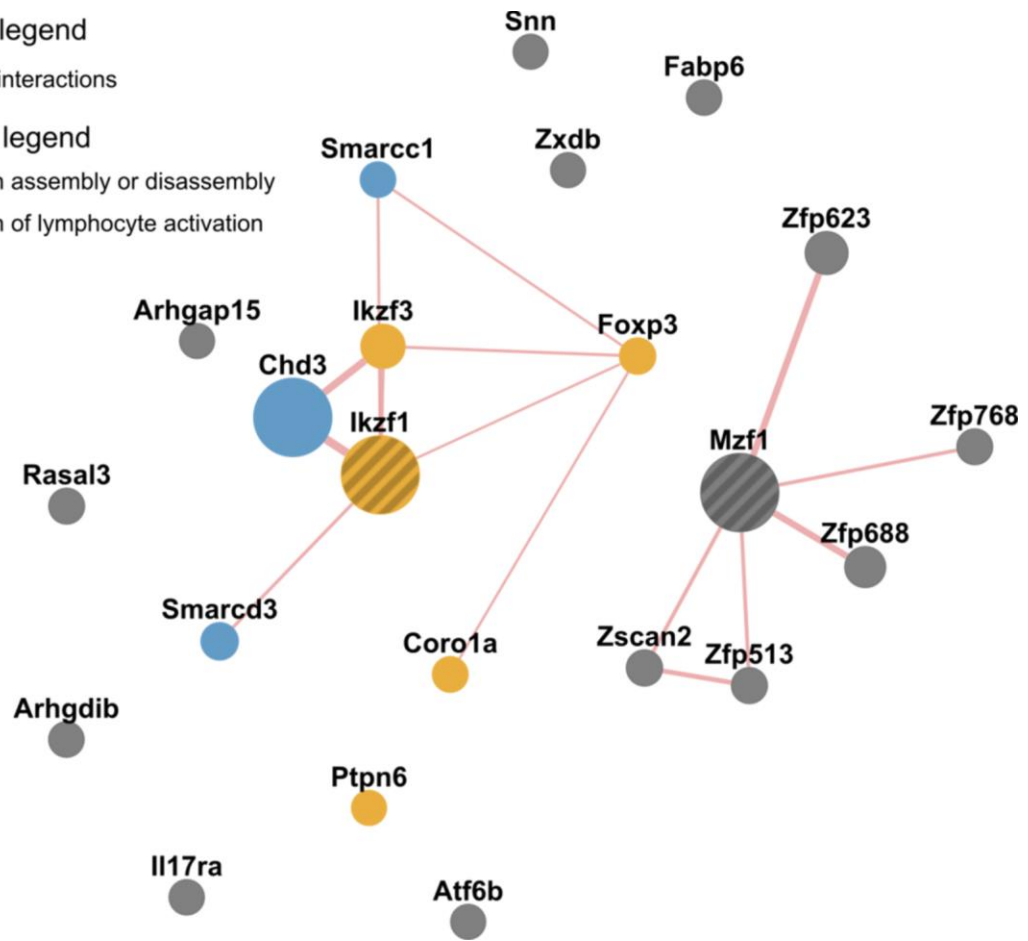 legend
interactions
legend
n assembly or disassembly
n of lymphocyte activation
Snn
Fabp6
Zxdb
Smarcc1
Zfp623
Arhgap15
Ikzf3
Foxp3
Chd3
Ikzf1
Zfp768
Mzf1
Rasal3
Zfp688
Smarcd3
Coro1a
Zscan2
Zfp513
Arhgdib
Ptpn6
Il17ra
Atf6b